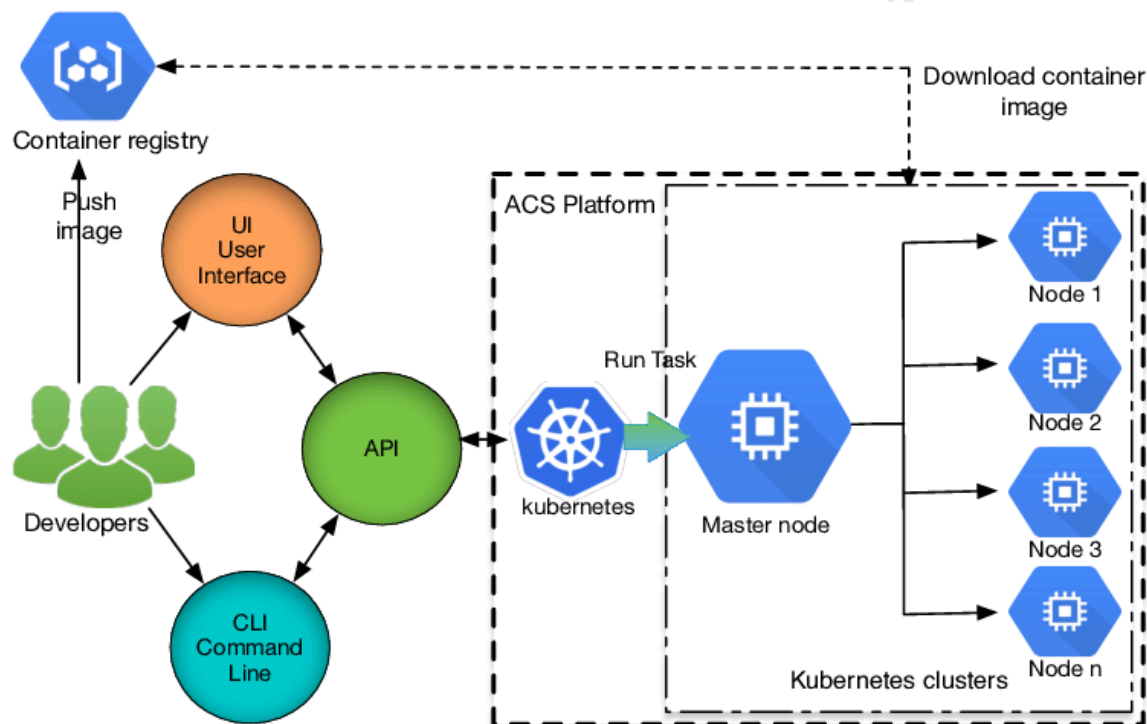 Download container
image
Container registry
Push
image
UI
User
Interface
ACS Platform
Node 1
Run Task
Node 2
API
kubernetes
Master node
Developers
Node 3
CLI
Command
Line
Node n
Kubernetes clusters